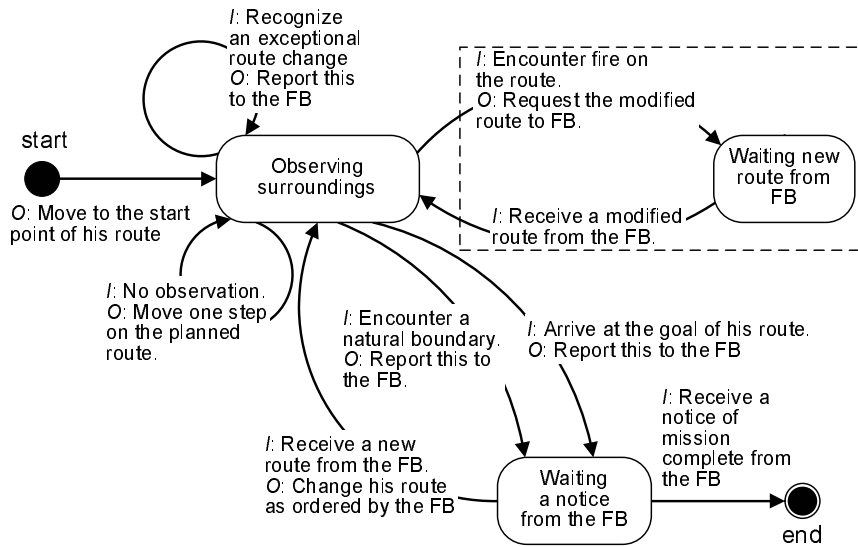 I: Recognize
an exceptional
route change
O: Report this
to the FB
I: Encounter fire on
the route.
O: Request the modified
route to FB.
start
Observing
surroundings
Waiting new
route from
FB
O: Move to the start
point of his route
I: Receive a modified
route from the FB.
I: No observation.
O: Move one step
on the planned
route.
I: Encounter a
natural boundary.
O: Report this to
the FB.
I: Arrive at the goal of his route.
O: Report this to the FB
I: Receive a
notice of
mission
complete from
the FB
I: Receive a new
route from the FB.
O: Change his route
as ordered by the FB
Waiting
a notice
from the FB
end